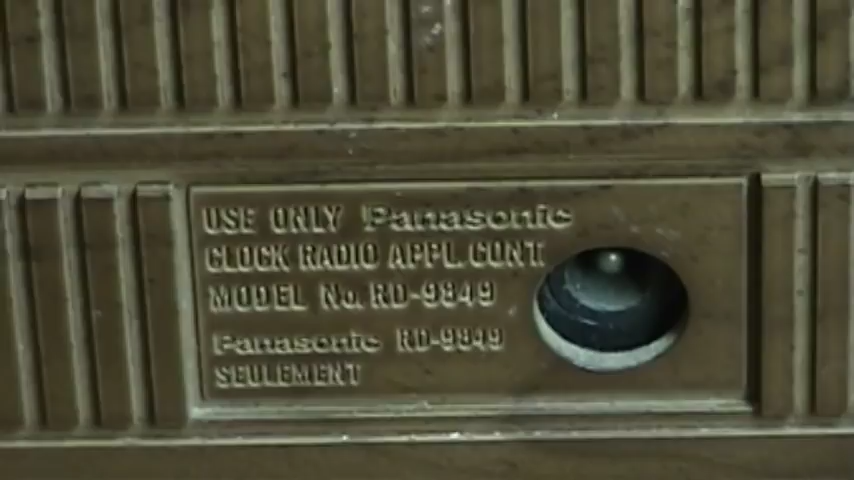 USE ONLY Panasonic
CLOCK RADIO APPL. CONT.
MODEL No. RD-9849
Panasonic RD-9849
SEULEMENT